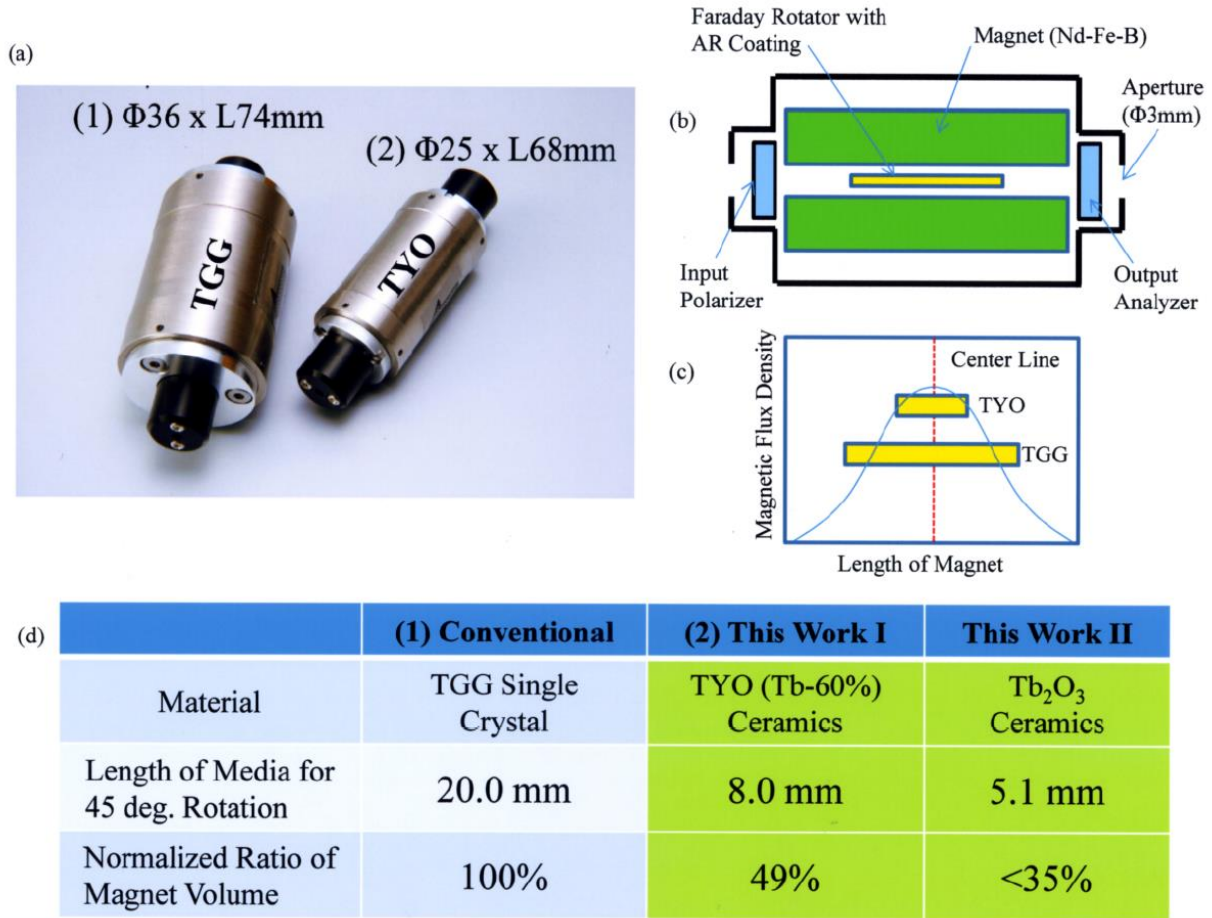 (a)
(1) Φ36 x L74mm
(2) Φ25 x L68mm
TGG
TYO
(b)
Faraday Rotator with
AR Coating
Magnet (Nd-Fe-B)
Aperture
(Φ3mm)
Input
Polarizer
Output
Analyzer
(c)
Magnetic Flux Density
Center Line
TYO
TGG
Length of Magnet
(d)
(1) Conventional
(2) This Work I
This Work II
Material
TGG Single
Crystal
TYO (Tb-60%)
Ceramics
Tb₂O₃
Ceramics
Length of Media for
45 deg. Rotation
20.0 mm
8.0 mm
5.1 mm
Normalized Ratio of
Magnet Volume
100%
49%
<35%